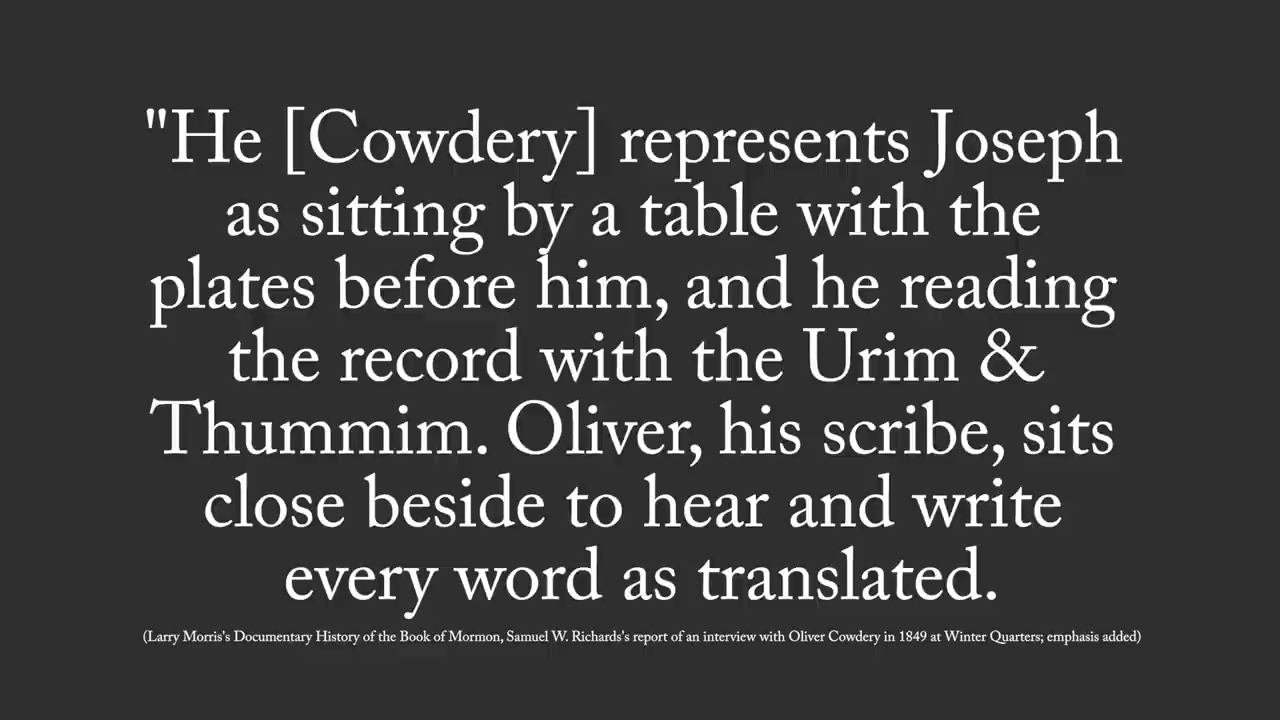 "He [Cowdery] represents Joseph
as sitting by a table with the
plates before him, and he reading
the record with the Urim &
Thummim. Oliver, his scribe, sits
close beside to hear and write
every word as translated.
(Larry Morris's Documentary History of the Book of Mormon, Samuel W. Richards's report of an interview with Oliver Cowdery in 1849 at Winter Quarters; emphasis added)